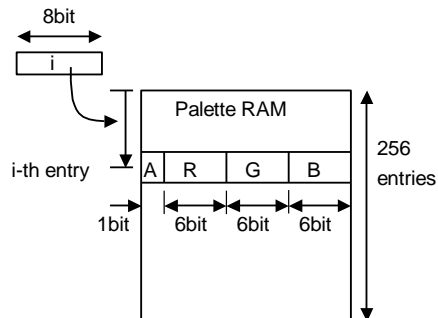 8bit
i
Palette RAM
i-th entry
A R G B
256
entries
1bit 6bit 6bit 6bit